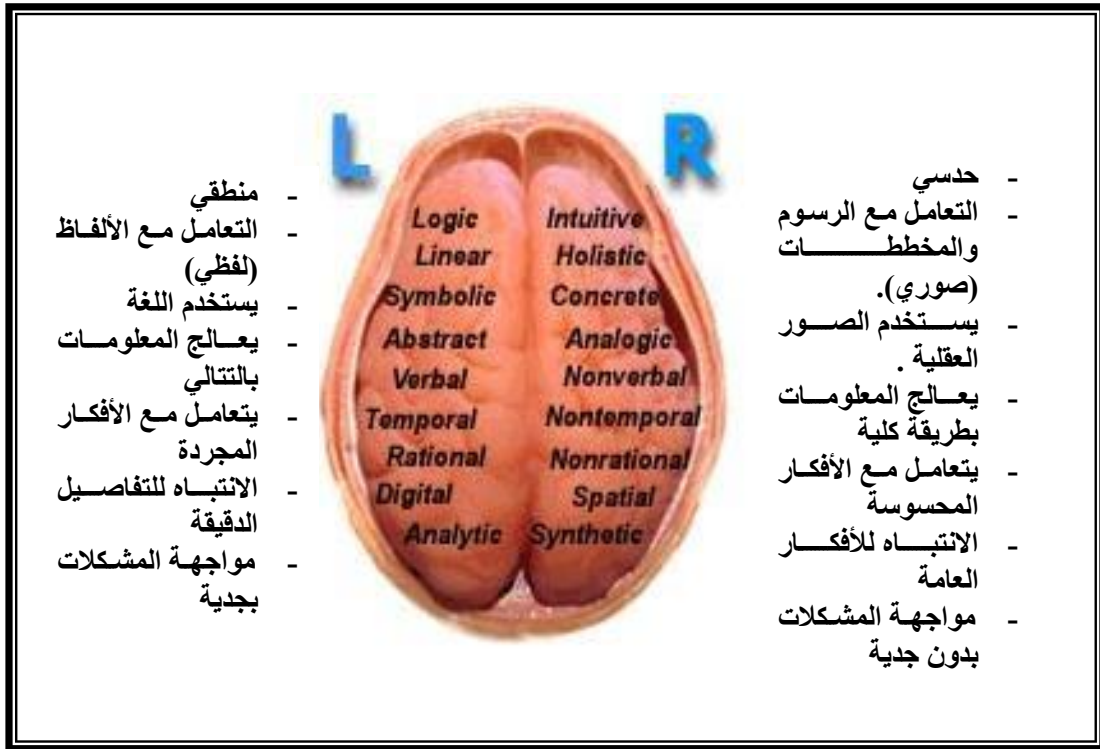 L
R
- منطقي
- التعامل مع الألفاظ
(لفظي)
- يستخدم اللغة
- يعالج المعلومات
بالتتالي
- يتعامل مع الأفكار
المجردة
- الانتباه للتفاصيل
الدقيقة
- مواجهة المشكلات
بجدية
Logic
Linear
Symbolic
Abstract
Verbal
Temporal
Rational
Digital
Analytic
Intuitive
Holistic
Concrete
Analogic
Nonverbal
Nontemporal
Nonrational
Spatial
Synthetic
- حدسي
- التعامل مع الرسوم
والمخططات
(صوري).
- يستخدم الصور
العقلية .
- يعالج المعلومات
بطريقة كلية
- يتعامل مع الأفكار
المحسوسة
- الانتباه للأفكار
العامة
- مواجهة المشكلات
بدون جدية